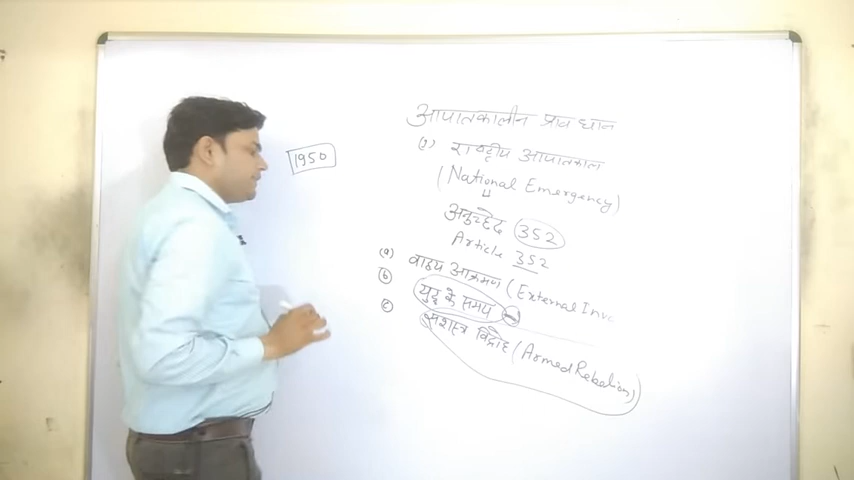 आपातकालीन प्रावधान
1950
(1) राष्ट्रीय आपातकाल
(National Emergency)
अनुच्छेद 352
Article 352
(a) वाह्य आक्रमण (External Inva
(b) युद्ध के समय
(c) सशस्त्र विद्रोह (Armed Rebelion)